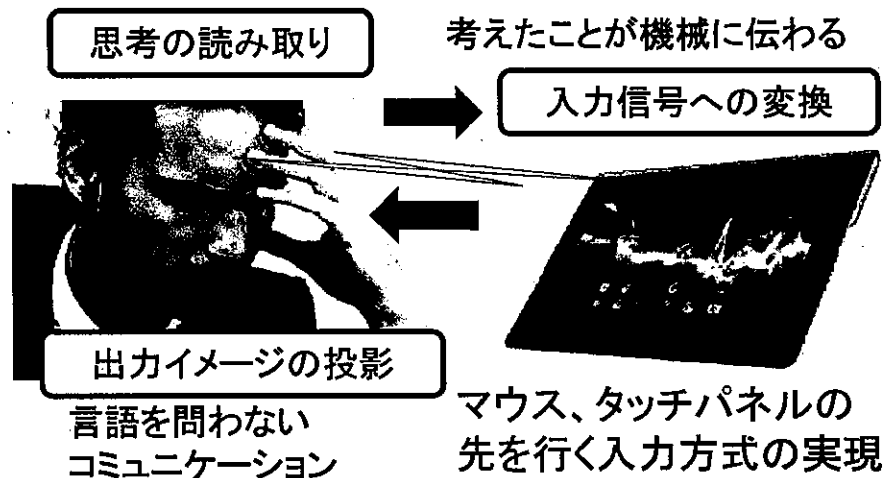 思考の読み取り
考えたことが機械に伝わる
入力信号への変換
出力イメージの投影
言語を問わない
コミュニケーション
マウス、タッチパネルの
先を行く入力方式の実現